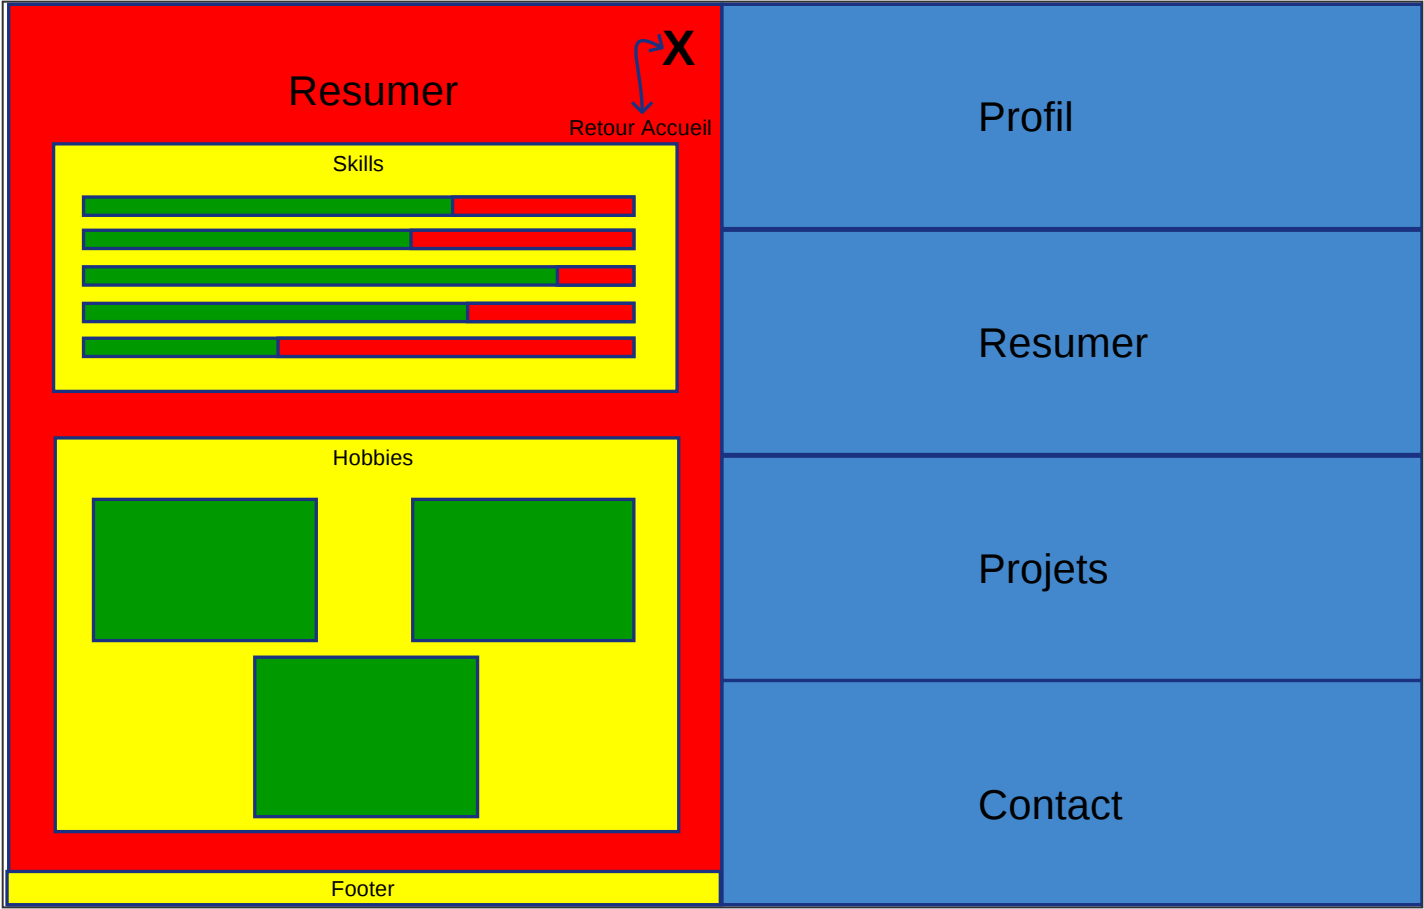 Resumer
X
Retour Accueil
Skills
Hobbies
Footer
Profil
Resumer
Projets
Contact